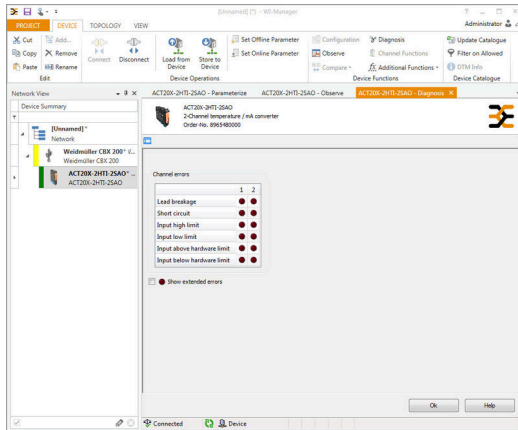 [Unnamed] (*) - WI-Manager
PROJECT DEVICE TOPOLOGY VIEW Administrator
Cut Add...
Copy Remove
Paste Rename
Edit
Connect Disconnect
Load from Device
Store to Device
Set Offline Parameter
Set Online Parameter
Device Operations
Configuration Diagnosis
Observe Channel Functions
Compare Additional Functions
Device Functions
Update Catalogue
Filter on Allowed
DTM Info
Device Catalogue
Network View
Device Summary
[Unnamed]*
Network
Weidmüller CBX 200*
Weidmüller CBX 200
ACT20X-2HTI-2SAO* ...
ACT20X-2HTI-2SAO
ACT20X-2HTI-2SAO - Parameterize ACT20X-2HTI-2SAO - Observe ACT20X-2HTI-2SAO - Diagnosis
ACT20X-2HTI-2SAO
2-Channel temperature / mA converter
Order-No. 8965480000
Channel errors
1 2
Lead breakage
Short circuit
Input high limit
Input low limit
Input above hardware limit
Input below hardware limit
Show extended errors
Ok Help
Connected Device